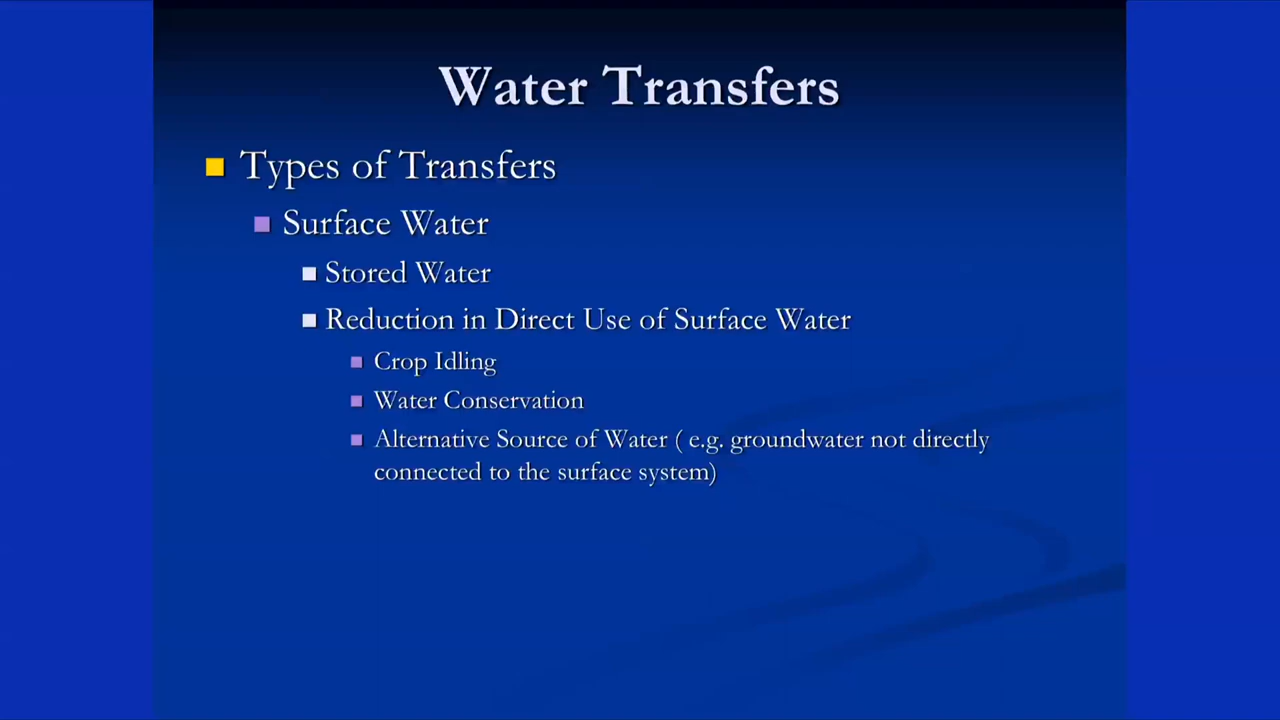 Water Transfers
Types of Transfers
Surface Water
Stored Water
Reduction in Direct Use of Surface Water
Crop Idling
Water Conservation
Alternative Source of Water ( e.g. groundwater not directly
connected to the surface system)